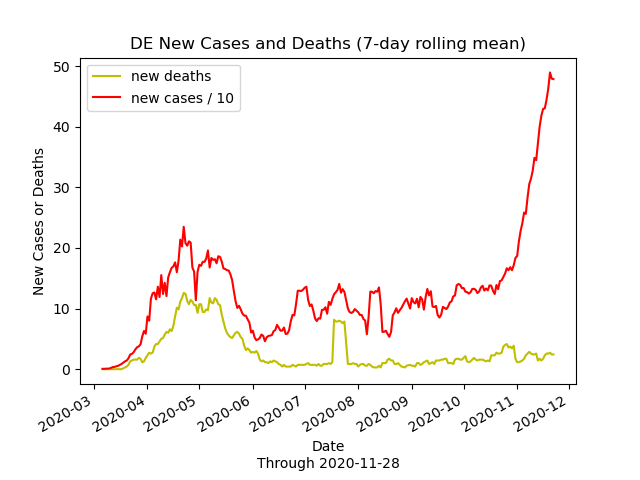 DE New Cases and Deaths (7-day rolling mean)
new deaths
new cases / 10
New Cases or Deaths
50
40
30
20
10
0
2020-03
2020-04
2020-05
2020-06
2020-07
2020-08
2020-09
2020-10
2020-11
2020-12
Date
Through 2020-11-28